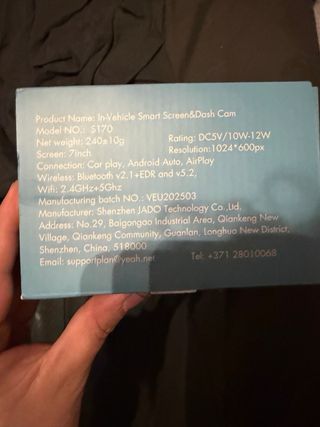 Product Name: In-Vehicle Smart Screen&Dash Cam
Model NO.: S170
Net weight: 240±10g Rating: DC5V/10W-12W
Screen: 7inch Resolution:1024*600px
Connection: Car play, Android Auto, AirPlay
Wireless: Bluetooth v2.1+EDR and v5.2,
Wifi: 2.4GHz+5Ghz
Manufacturing batch NO.: VEU202503
Manufacturer: Shenzhen JADO Technology Co.,Ltd.
Address: No.29, Baigongao Industrial Area, Qiankeng New
Village, Qiankeng Community, Guanlan, Longhuo New District,
Shenzhen, China, 518000
Email: supportplan@yeah.net Tel: +371 28010068